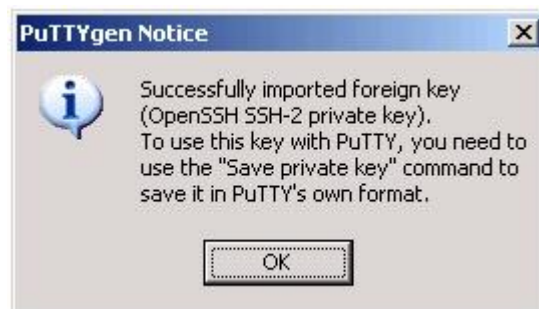 PuTTYgen Notice
Successfully imported foreign key
(OpenSSH SSH-2 private key).
To use this key with PuTTY, you need to
use the "Save private key" command to
save it in PuTTY's own format.
OK